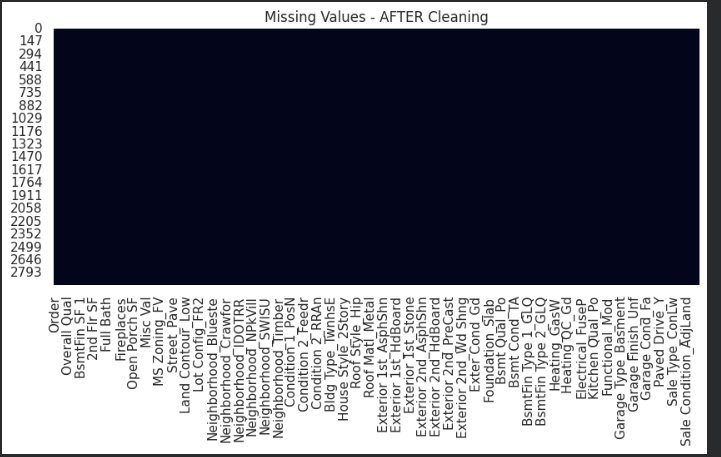 Missing Values - AFTER Cleaning
0
147
294
441
588
735
882
1029
1176
1323
1470
1617
1764
1911
2058
2205
2352
2499
2646
2793
Order
Overall Qual
BsmtFin SF 1
2nd Flr SF
Full Bath
Fireplaces
Open Porch SF
Misc Val
MS Zoning_FV
Street_Pave
Land Contour_Low
Lot Config_FR2
Neighborhood_Blueste
Neighborhood_Crawfor
Neighborhood_IDOTRR
Neighborhood_NPkVill
Neighborhood_SWISU
Neighborhood_Timber
Condition 1_PosN
Condition 2_Feedr
Condition 2_RRAn
Bldg Type_TwnhsE
House Style_2Story
Roof Style_Hip
Roof Matl_Metal
Exterior 1st_AsphShn
Exterior 1st_HdBoard
Exterior 1st_Stone
Exterior 2nd_AsphShn
Exterior 2nd_HdBoard
Exterior 2nd_PreCast
Exterior 2nd_Wd Shng
Exter Cond_Gd
Foundation_Slab
Bsmt Qual_Po
Bsmt Cond_TA
BsmtFin Type 1_GLQ
BsmtFin Type 2_GLQ
Heating_GasW
Heating QC_Gd
Electrical_FuseP
Kitchen Qual_Po
Functional_Mod
Garage Type_Basment
Garage Finish_Unf
Garage Cond_Fa
Paved Drive_Y
Sale Type_ConLw
Sale Condition_AdjLand